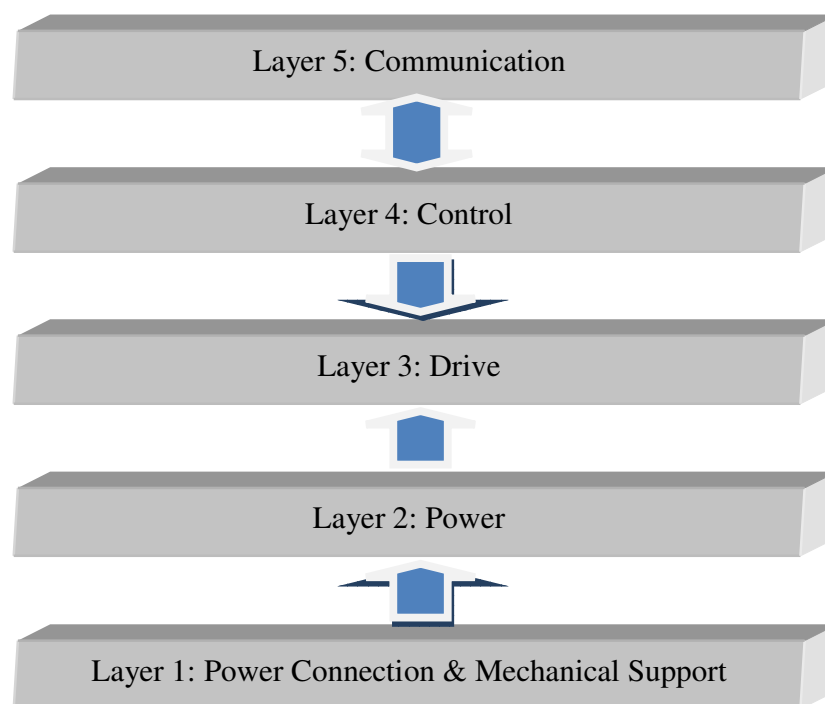 Layer 5: Communication
Layer 4: Control
Layer 3: Drive
Layer 2: Power
Layer 1: Power Connection & Mechanical Support